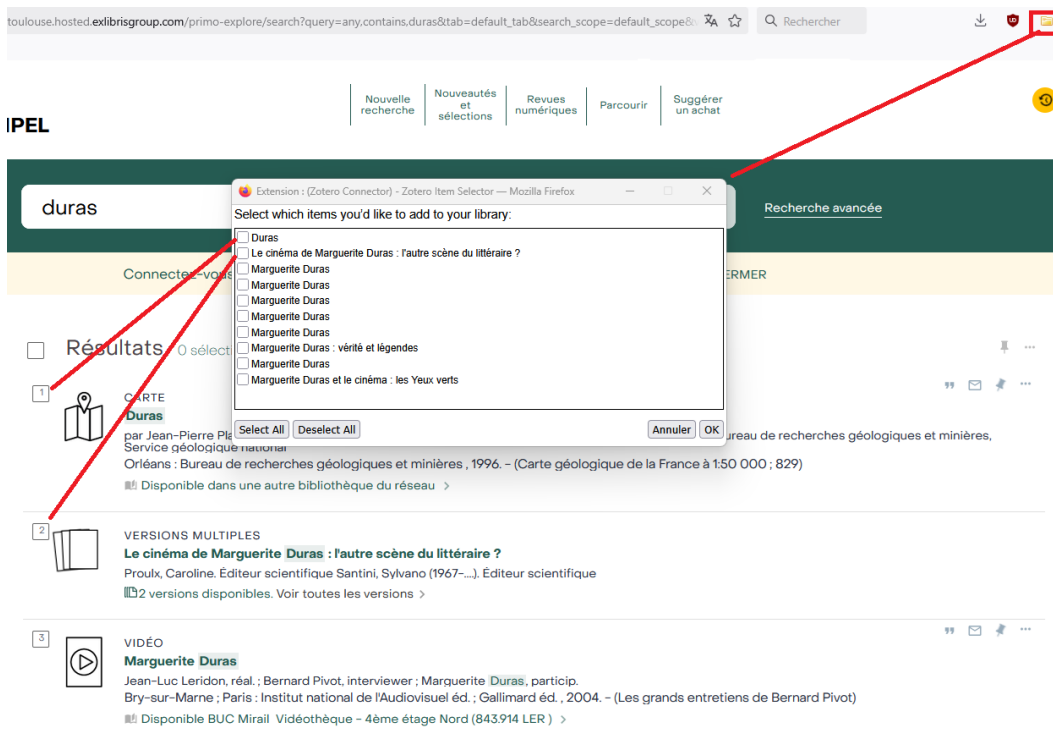 toulouse.hosted.exlibrisgroup.com/primo-explore/search?query=any.contains.duras&tab=default_tab&search_scope=default_scope&
Rechercher
IPEL
Nouvelle recherche
Nouveautés et sélections
Revues numériques
Parcourir
Suggérer un achat
duras
Recherche avancée
Extension : (Zotero Connector) - Zotero Item Selector — Mozilla Firefox
Select which items you'd like to add to your library:
Duras
Le cinéma de Marguerite Duras : l'autre scène du littéraire ?
Marguerite Duras
Marguerite Duras
Marguerite Duras
Marguerite Duras
Marguerite Duras
Marguerite Duras : vérité et légendes
Marguerite Duras
Marguerite Duras et le cinéma : les Yeux verts
Select All
Deselect All
Annuler
OK
Connectez-vous
ERMER
Résultats 0 sélect
1
CARTE
Duras
par Jean-Pierre Pla
ureau de recherches géologiques et minières,
Service géologique national
Orléans : Bureau de recherches géologiques et minières , 1996. – (Carte géologique de la France à 1:50 000 ; 829)
Disponible dans une autre bibliothèque du réseau >
2
VERSIONS MULTIPLES
Le cinéma de Marguerite Duras : l'autre scène du littéraire ?
Proulx, Caroline. Éditeur scientifique Santini, Sylvano (1967-....). Éditeur scientifique
2 versions disponibles. Voir toutes les versions >
3
VIDÉO
Marguerite Duras
Jean-Luc Leridon, réal. ; Bernard Pivot, interviewer ; Marguerite Duras, particip.
Bry-sur-Marne ; Paris : Institut national de l'Audiovisuel éd. ; Gallimard éd. , 2004. – (Les grands entretiens de Bernard Pivot)
Disponible BUC Mirail Vidéothèque - 4ème étage Nord (843.914 LER ) >